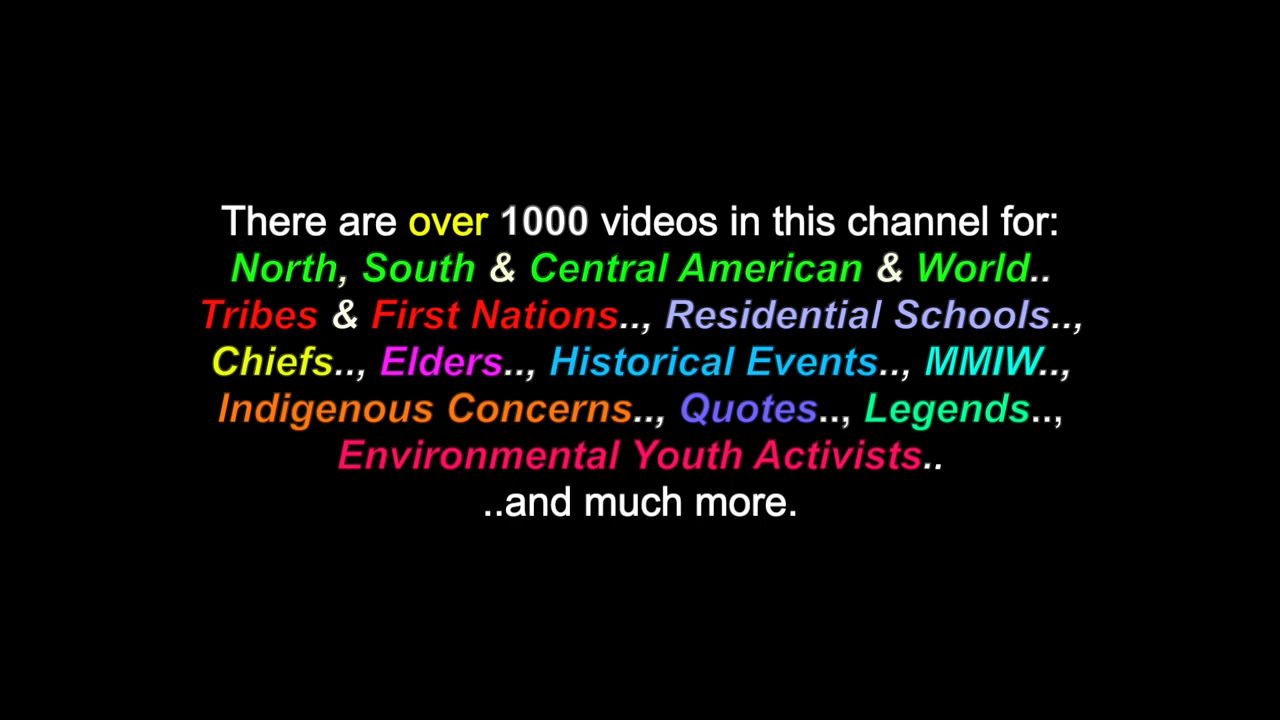 There are over 1000 videos in this channel for:
North, South & Central American & World..
Tribes & First Nations.., Residential Schools..,
Chiefs.., Elders.., Historical Events.., MMIW..,
Indigenous Concerns.., Quotes.., Legends..,
Environmental Youth Activists..
..and much more.